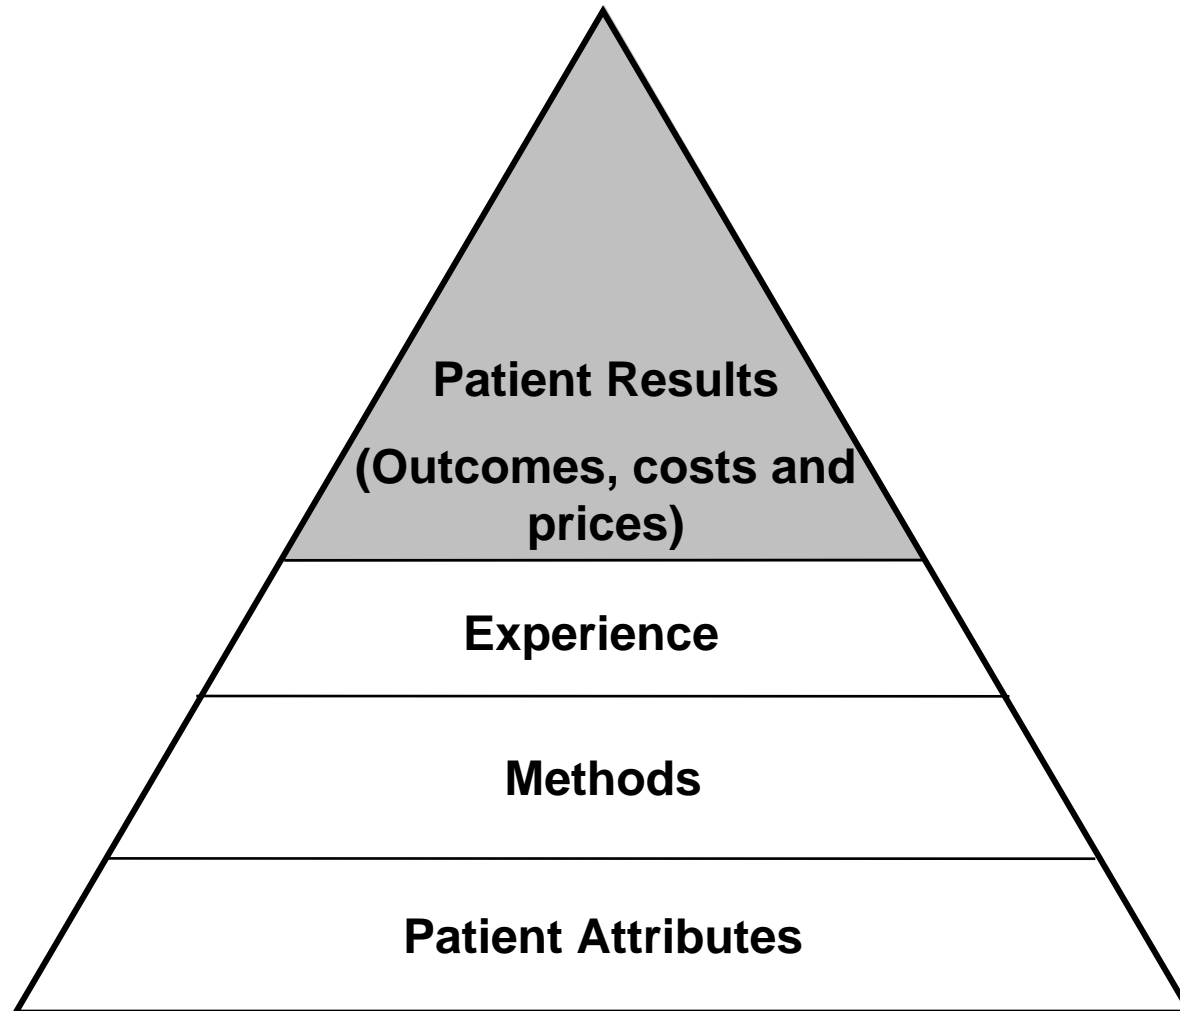 Patient Results
(Outcomes, costs and
prices)
Experience
Methods
Patient Attributes